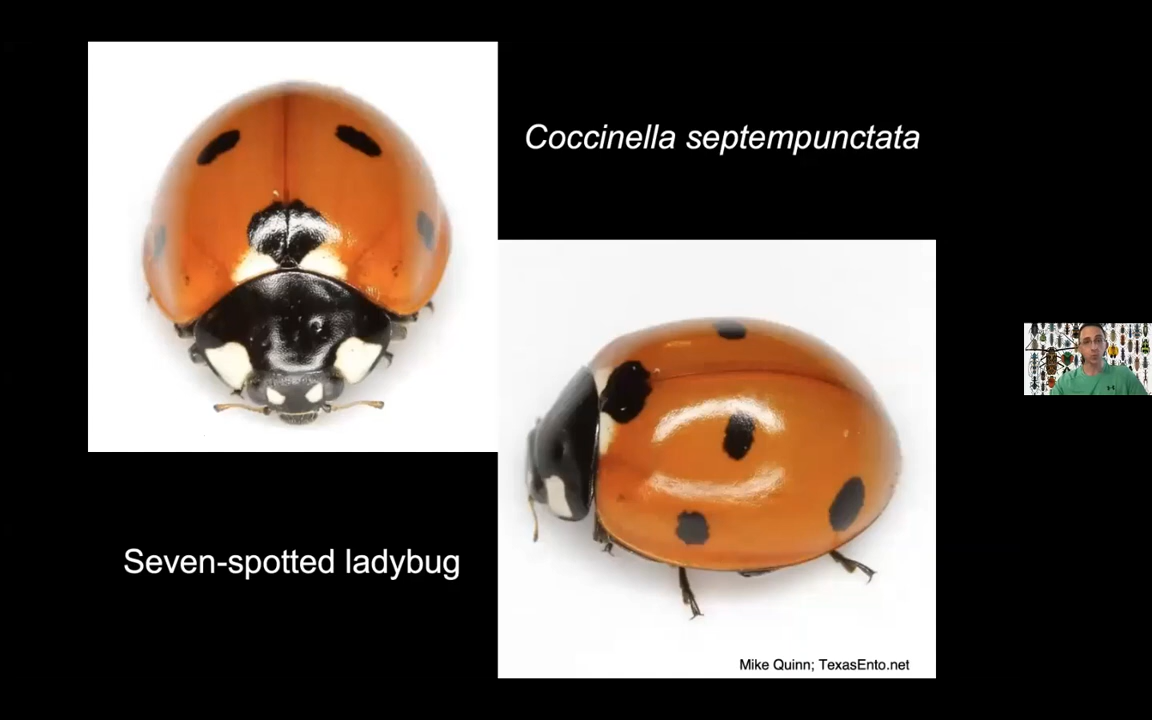 Coccinella septempunctata
Seven-spotted ladybug
Mike Quinn; TexasEnto.net